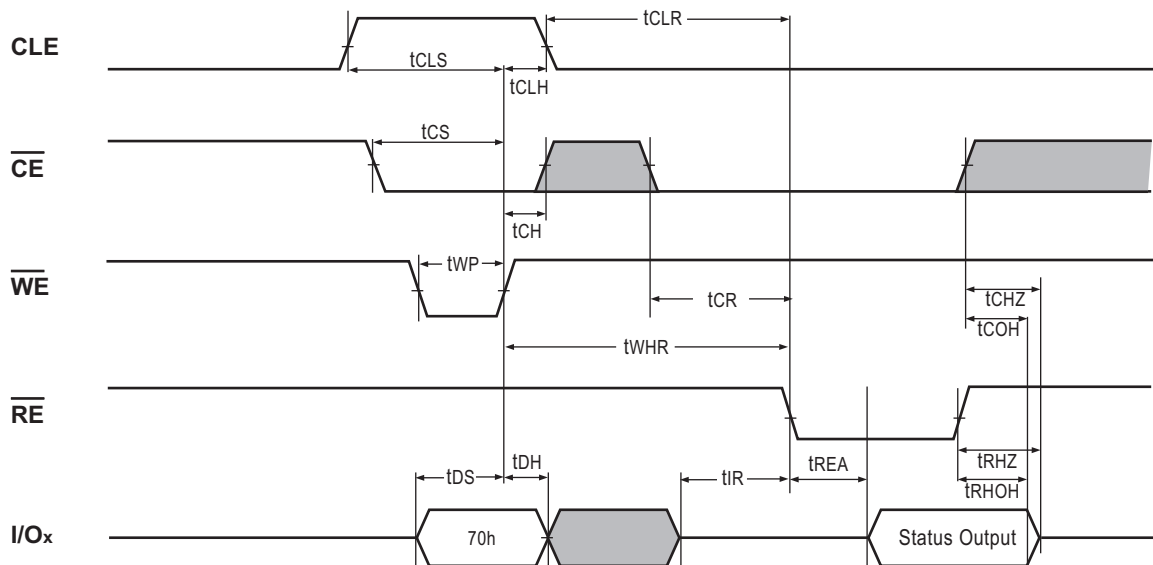 tCLR
CLE
tCLS
tCLH
tCS
CE
tCH
tWP
WE
tCR
tCHZ
tCOH
tWHR
RE
tDH
tREA
tRHZ
tDS
tIR
tRHOH
I/Ox
70h
Status Output